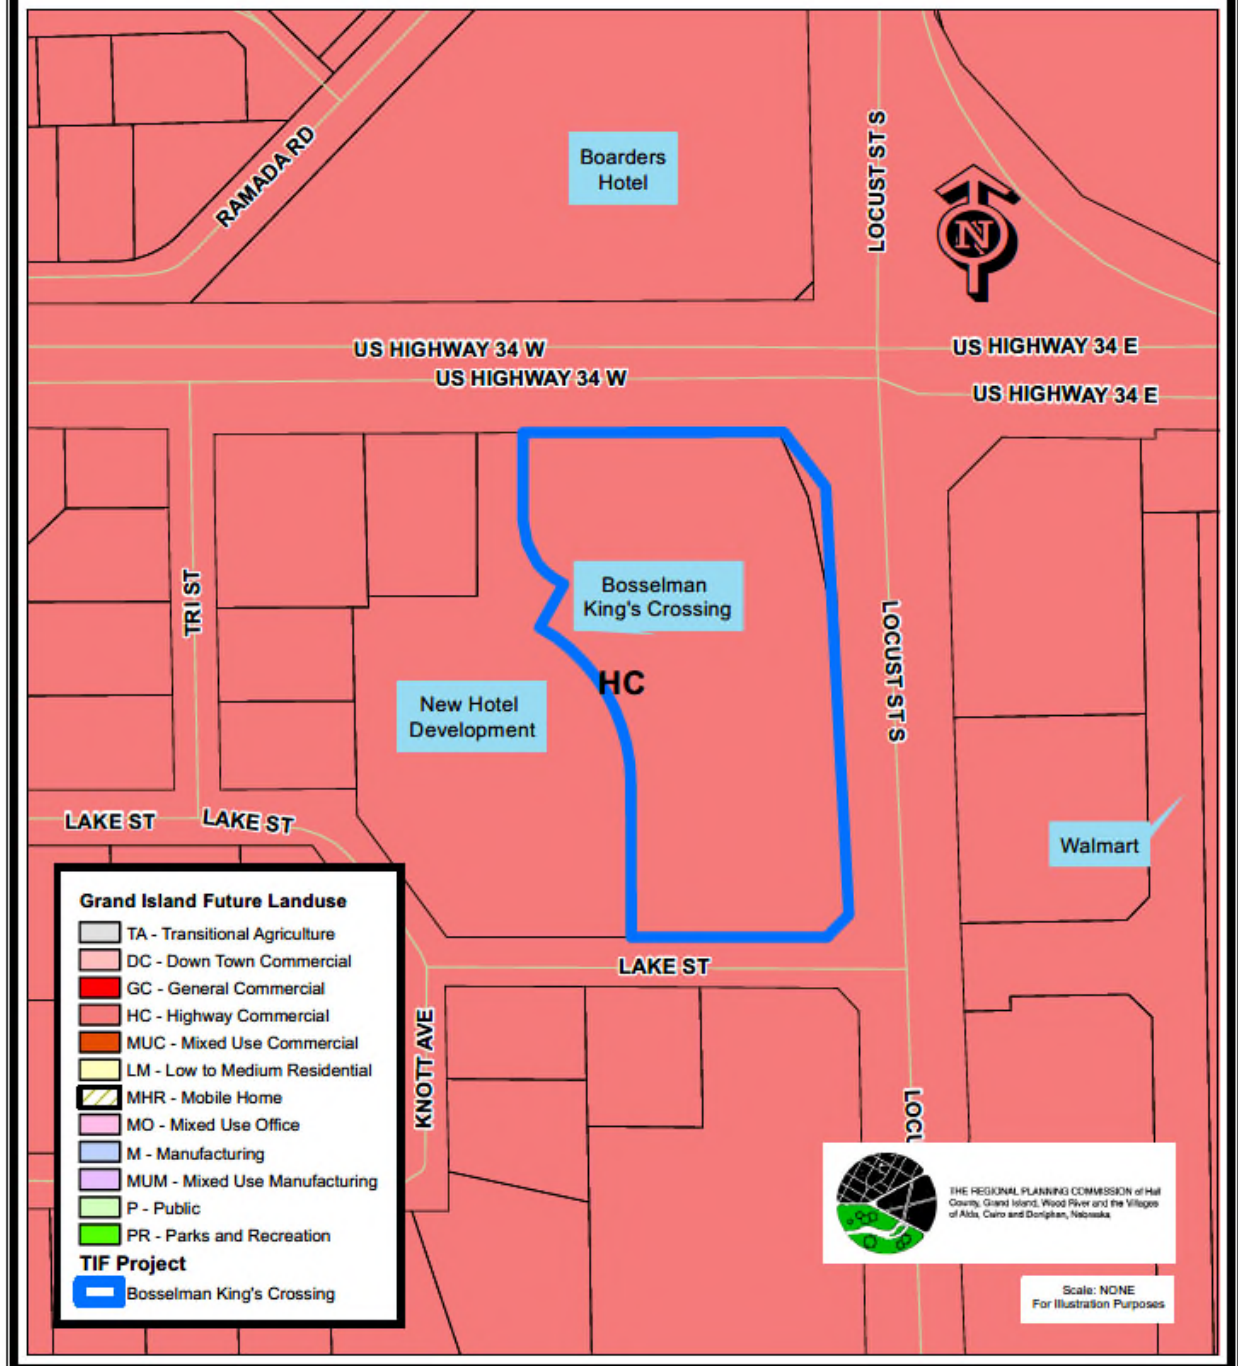 RAMADA RD
Boarders
Hotel
LOCUST ST S
N
US HIGHWAY 34 W
US HIGHWAY 34 E
US HIGHWAY 34 W
US HIGHWAY 34 E
TRI ST
Bosselman
King's Crossing
LOCUST ST S
HC
New Hotel
Development
LAKE ST
LAKE ST
Walmart
LAKE ST
KNOTT AVE
LOCU
Grand Island Future Landuse
TA - Transitional Agriculture
DC - Down Town Commercial
GC - General Commercial
HC - Highway Commercial
MUC - Mixed Use Commercial
LM - Low to Medium Residential
MHR - Mobile Home
MO - Mixed Use Office
M - Manufacturing
MUM - Mixed Use Manufacturing
P - Public
PR - Parks and Recreation
TIF Project
Bosselman King's Crossing
THE REGIONAL PLANNING COMMISSION of Hall
County, Grand Island, Wood River and the Villages
of Alda, Cairo and Doniphan, Nebraska
Scale: NONE
For Illustration Purposes